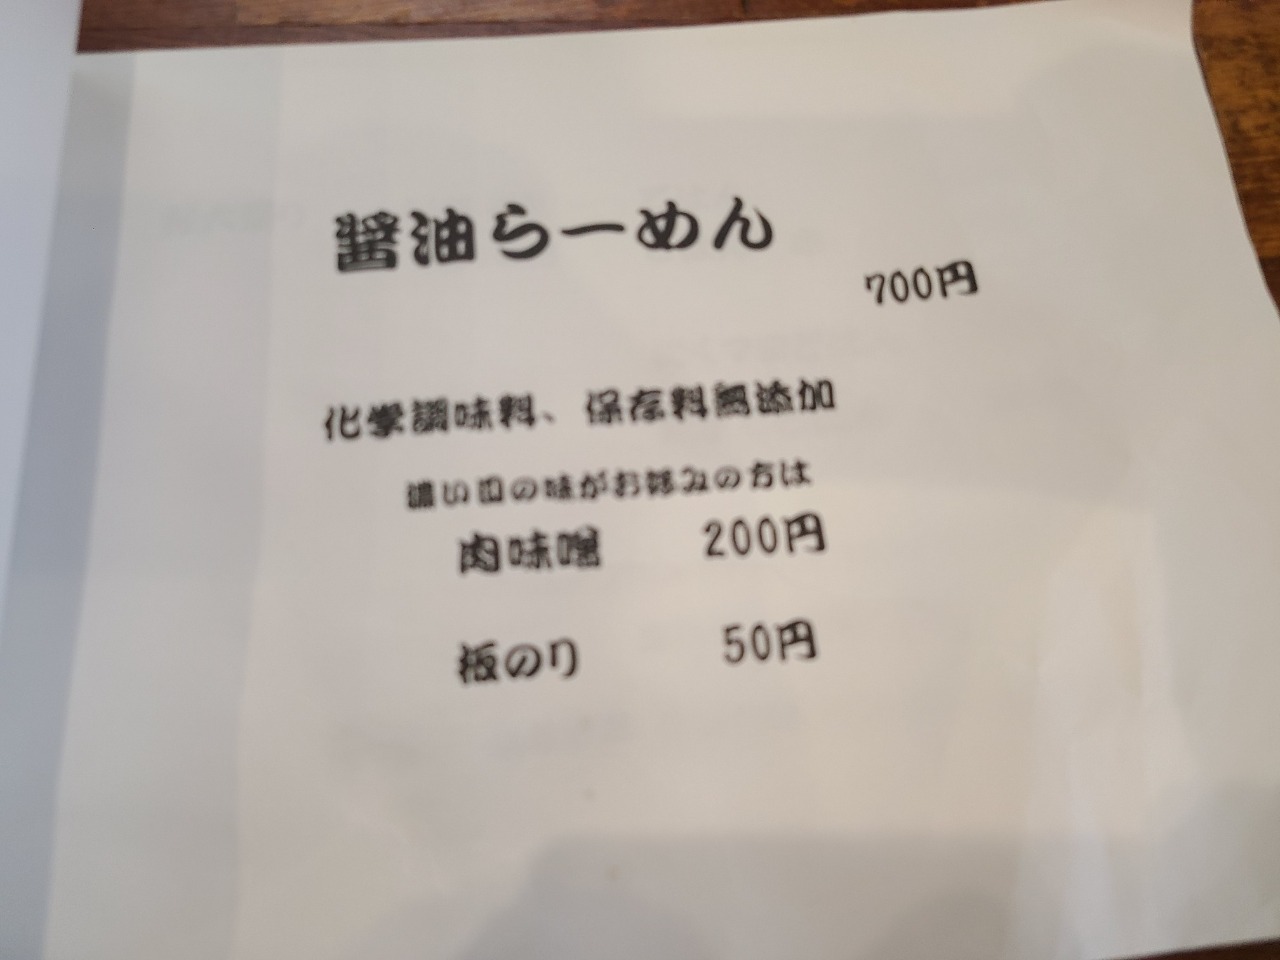 醤油らーめん
700円
化学調味料、保存料無添加
濃い口の味がお好みの方は
肉味噌 200円
板のり 50円